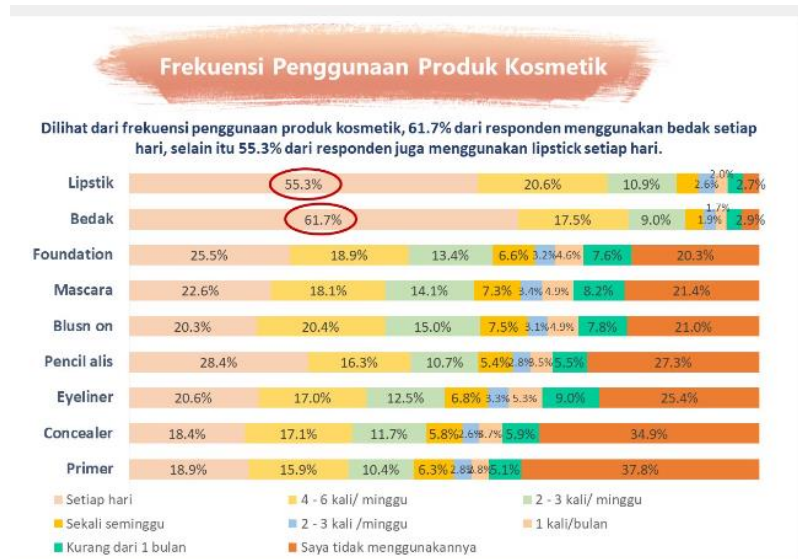 Frekuensi Penggunaan Produk Kosmetik
Dilihat dari frekuensi penggunaan produk kosmetik, 61.7% dari responden menggunakan bedak setiap
hari, selain itu 55.3% dari responden juga menggunakan lipstick setiap hari.
Lipstik 55.3% 20.6% 10.9% 2.6% 2.0% 2.7%
Bedak 61.7% 17.5% 9.0% 1.9% 1.7% 2.9%
Foundation 25.5% 18.9% 13.4% 6.6% 3.2% 4.6% 7.6% 20.3%
Mascara 22.6% 18.1% 14.1% 7.3% 3.4% 4.9% 8.2% 21.4%
Blusn on 20.3% 20.4% 15.0% 7.5% 3.1% 4.9% 7.8% 21.0%
Pencil alis 28.4% 16.3% 10.7% 5.4% 2.8% 3.5% 5.5% 27.3%
Eyeliner 20.6% 17.0% 12.5% 6.8% 3.3% 5.3% 9.0% 25.4%
Concealer 18.4% 17.1% 11.7% 5.8% 2.6% 5.9% 34.9%
Primer 18.9% 15.9% 10.4% 6.3% 2.8% 5.1% 37.8%
Setiap hari 4 - 6 kali/ minggu 2 - 3 kali/ minggu
Sekali seminggu 2 - 3 kali /minggu 1 kali/bulan
Kurang dari 1 bulan Saya tidak menggunakannya